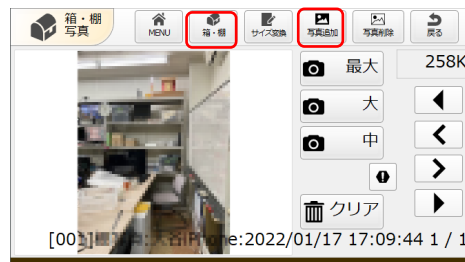 箱・棚
写真
MENU
箱・棚
サイズ変換
写真追加
写真削除
戻る
最大
258K
大
中
クリア
:2022/01/17 17:09:44 1 / 1